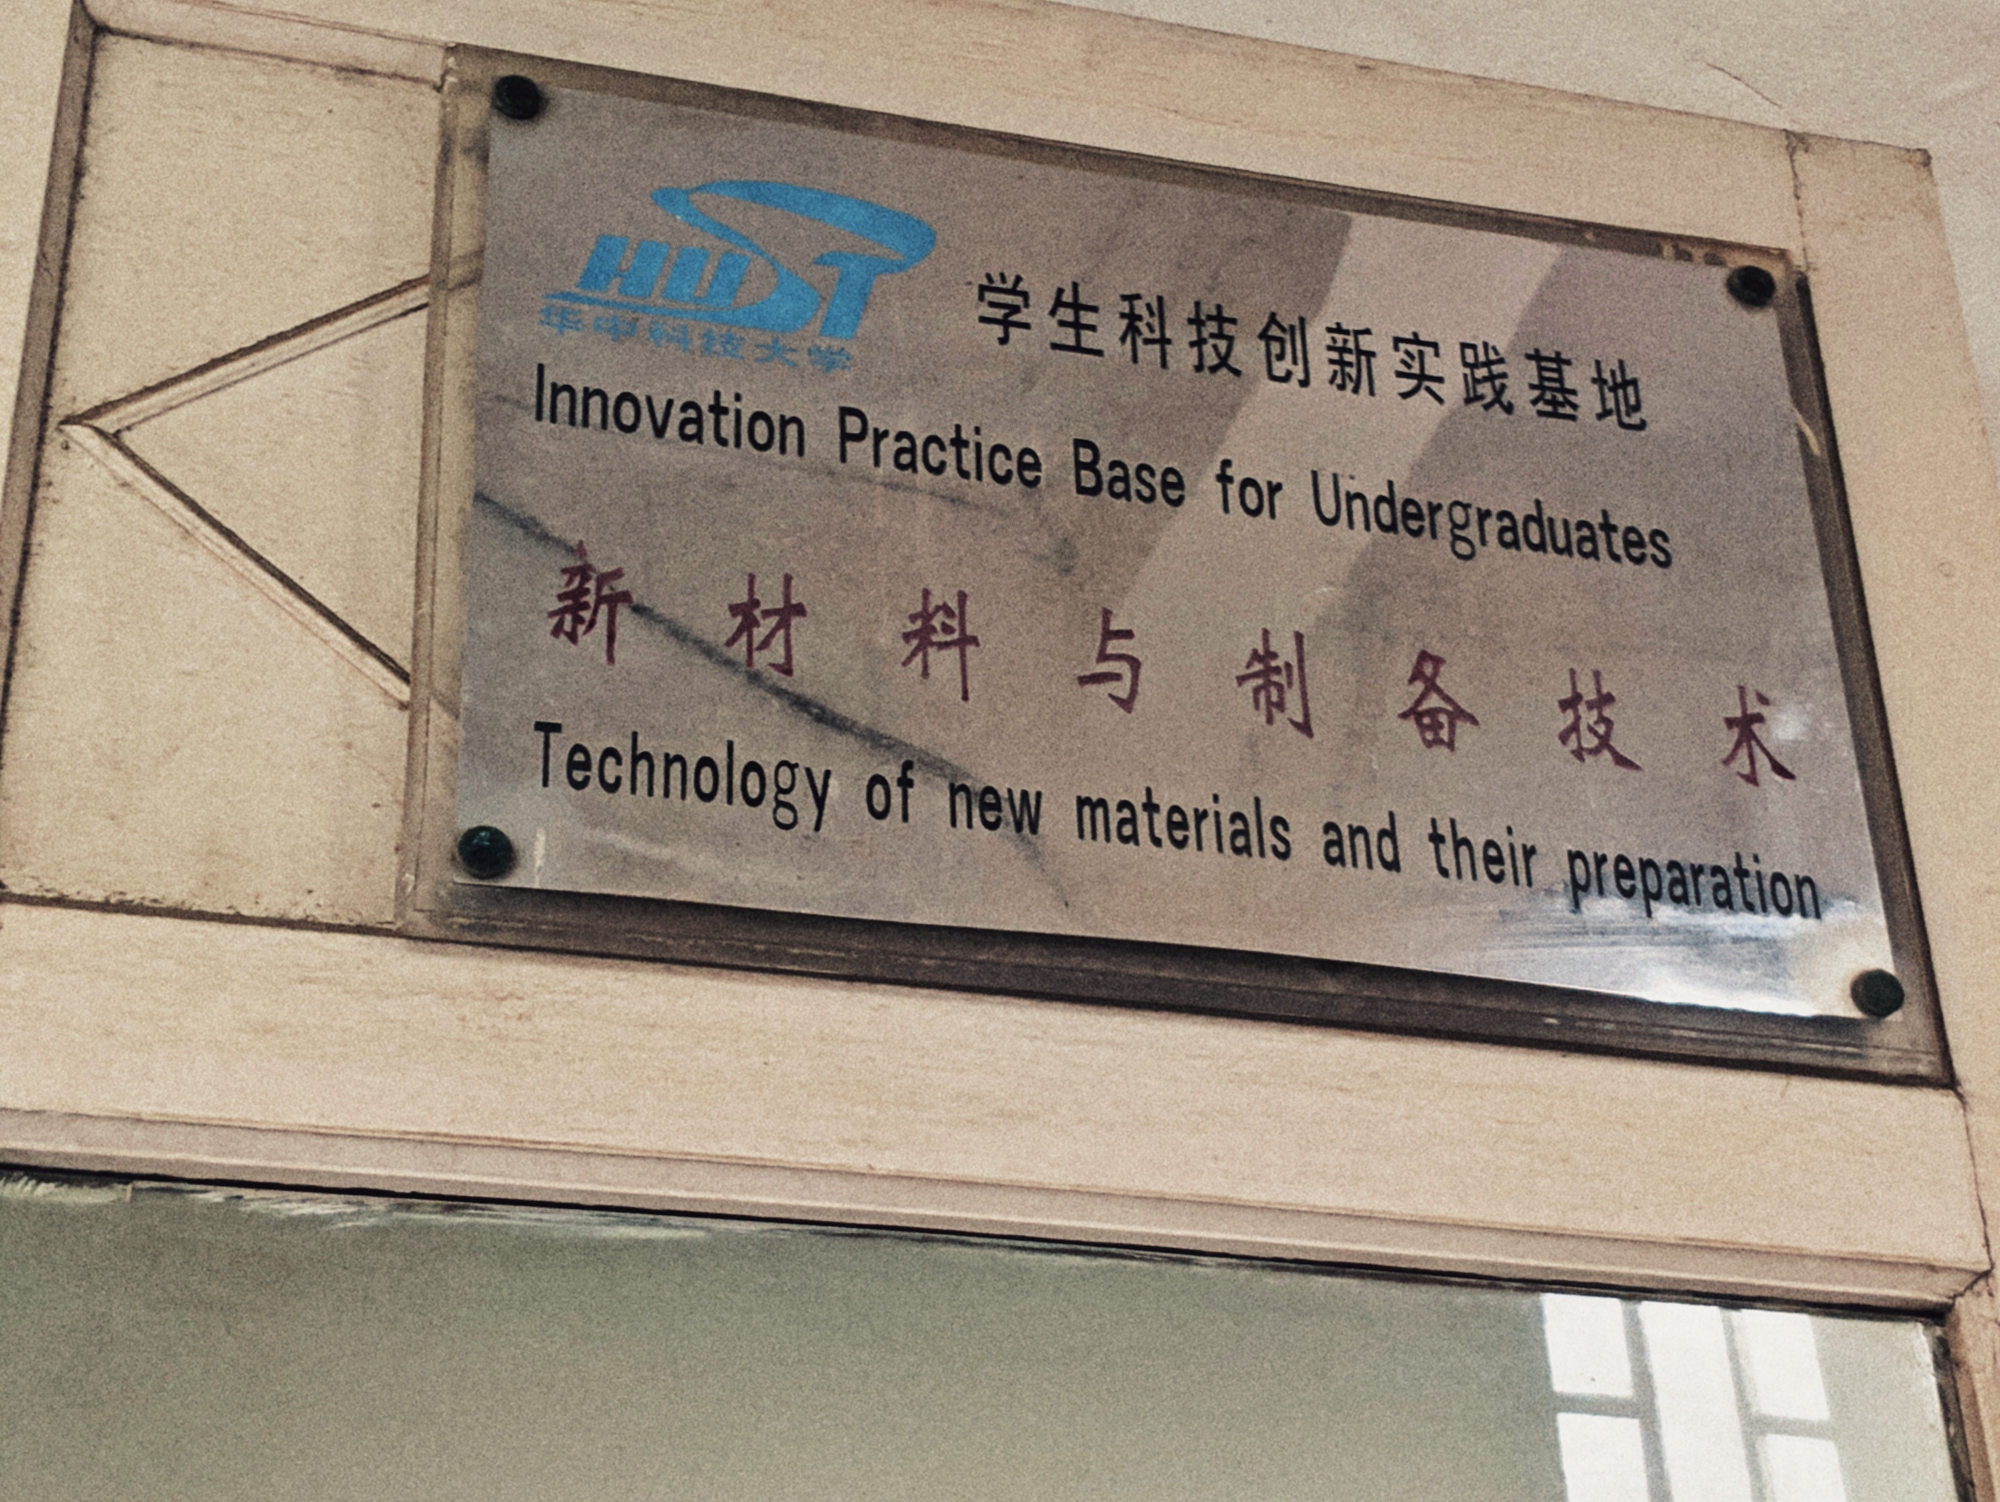 HUST
华中科技大学
学生科技创新实践基地
Innovation Practice Base for Undergraduates
新材料与制备技术
Technology of new materials and their preparation